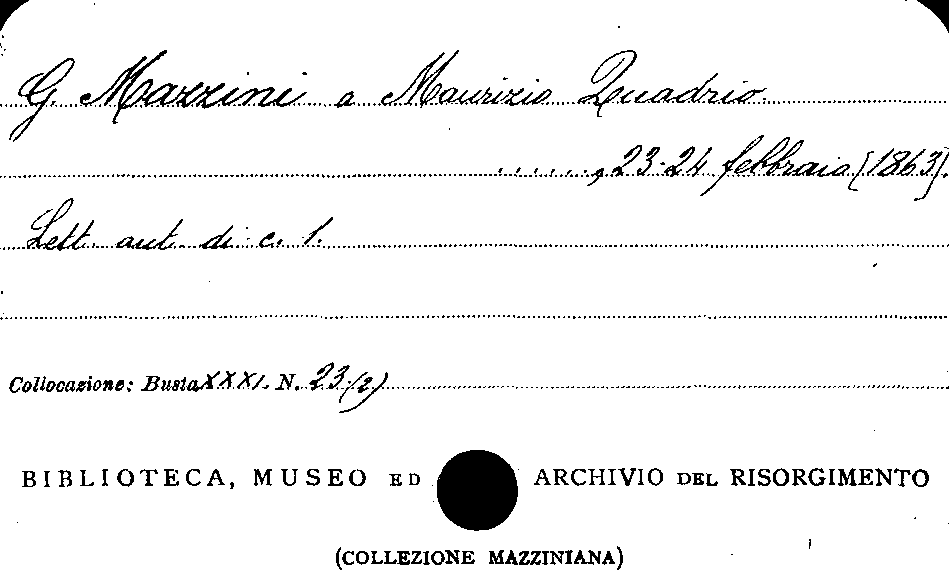 G. Mazzini a Maurizio Quadrio.
......, 23-24 febbraio [1863].
Lett. aut. di c. 1.
Collocazione: Busta XXXI. N. 23 (2)
BIBLIOTECA, MUSEO ED ARCHIVIO DEL RISORGIMENTO
(COLLEZIONE MAZZINIANA)